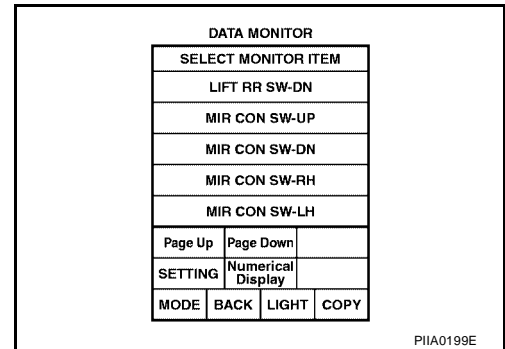 DATA MONITOR
SELECT MONITOR ITEM
LIFT RR SW-DN
MIR CON SW-UP
MIR CON SW-DN
MIR CON SW-RH
MIR CON SW-LH
Page Up Page Down
SETTING Numerical Display
MODE BACK LIGHT COPY
PIIA0199E